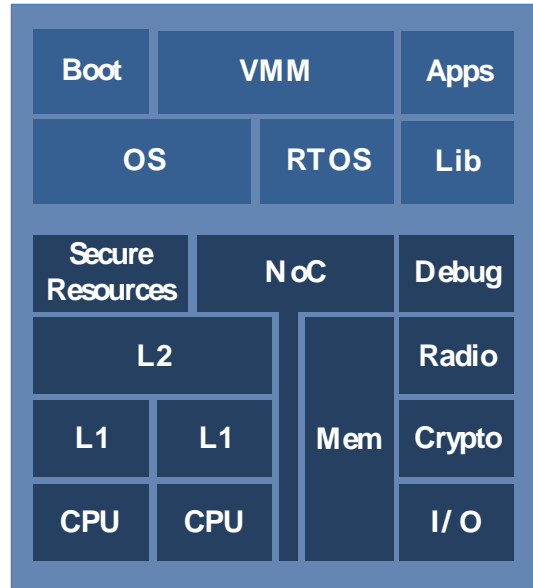 Boot VMM Apps
OS RTOS Lib
Secure
Resources
NoC Debug
L2 Radio
L1 L1 Mem Crypto
CPU CPU I/O